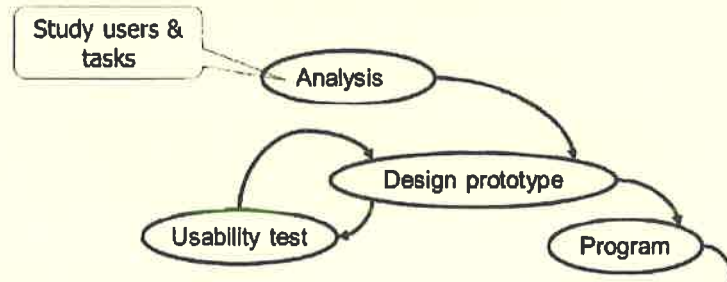 Study users &
tasks
Analysis
Design prototype
Usability test
Program